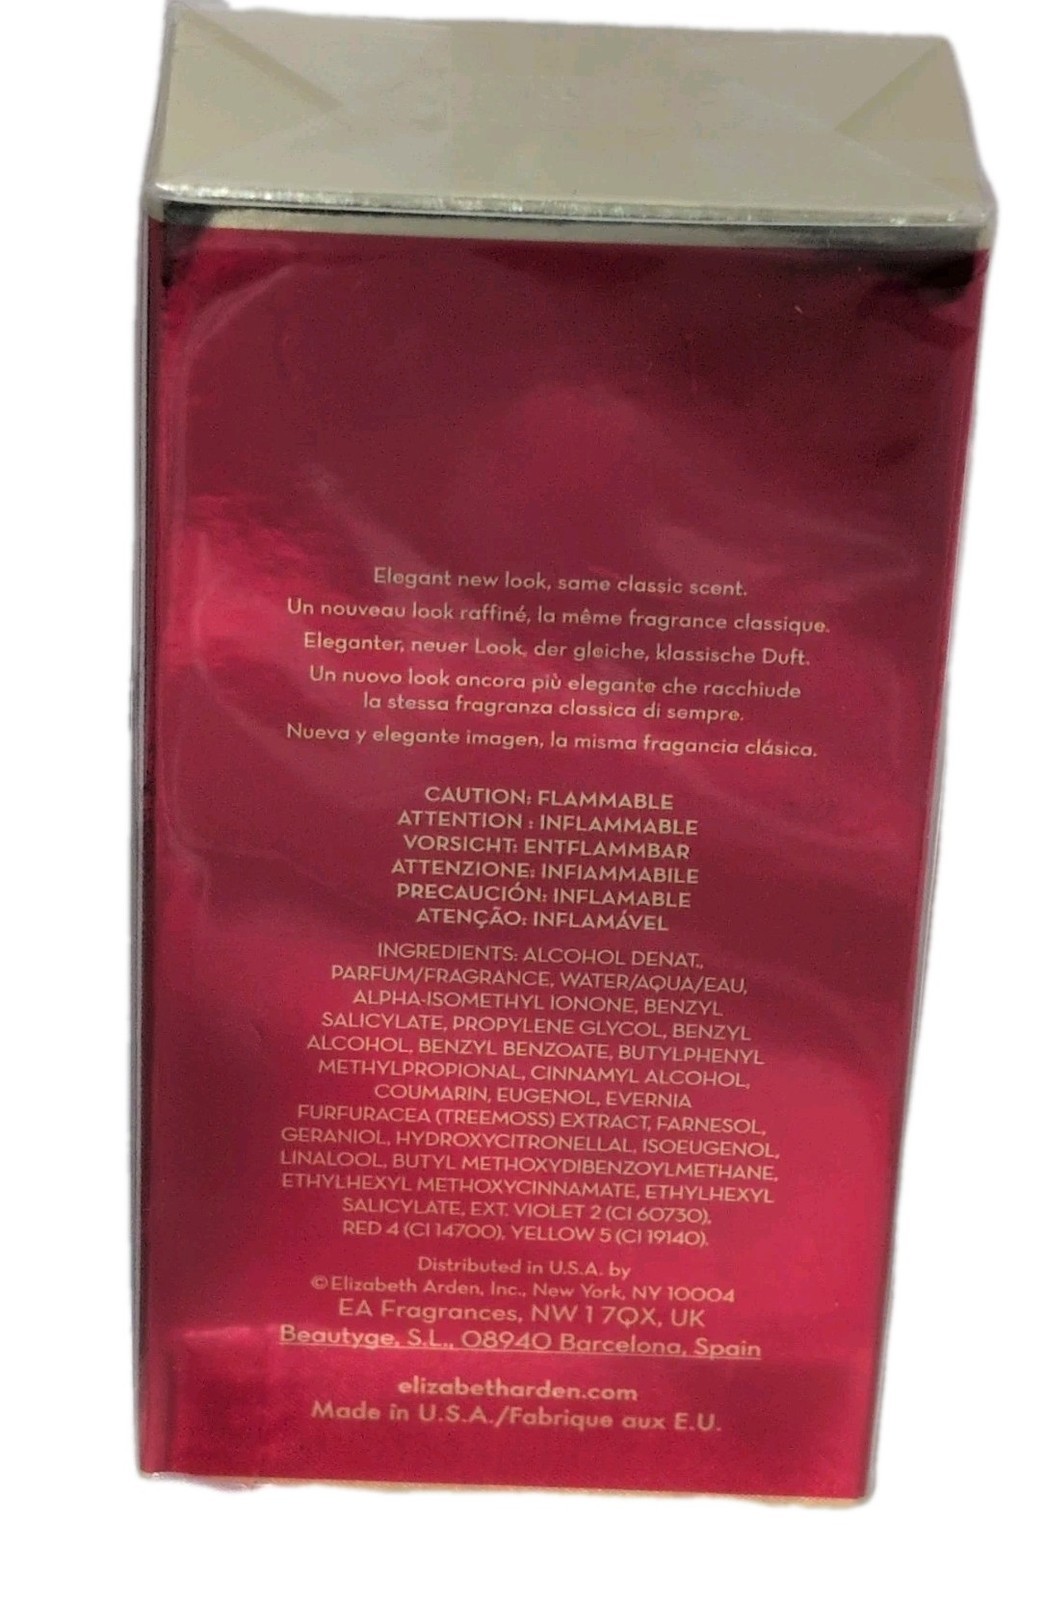 Elegant new look, same classic scent.
Un nouveau look raffiné, la même fragrance classique.
Eleganter, neuer Look, der gleiche, klassische Duft.
Un nuovo look ancora più elegante che racchiude
la stessa fragranza classica di sempre.
Nueva y elegante imagen, la misma fragancia clásica.
CAUTION: FLAMMABLE
ATTENTION : INFLAMMABLE
VORSICHT: ENTFLAMMBAR
ATTENZIONE: INFIAMMABILE
PRECAUCIÓN: INFLAMABLE
ATENÇÃO: INFLAMÁVEL
INGREDIENTS: ALCOHOL DENAT.,
PARFUM/FRAGRANCE, WATER/AQUA/EAU,
ALPHA-ISOMETHYL IONONE, BENZYL
SALICYLATE, PROPYLENE GLYCOL, BENZYL
ALCOHOL, BENZYL BENZOATE, BUTYLPHENYL
METHYLPROPIONAL, CINNAMYL ALCOHOL,
COUMARIN, EUGENOL, EVERNIA
FURFURACEA (TREEMOSS) EXTRACT, FARNESOL,
GERANIOL, HYDROXYCITRONELLAL, ISOEUGENOL,
LINALOOL, BUTYL METHOXYDIBENZOYLMETHANE,
ETHYLHEXYL METHOXYCINNAMATE, ETHYLHEXYL
SALICYLATE, EXT. VIOLET 2 (CI 60730),
RED 4 (CI 14700), YELLOW 5 (CI 19140).
Distributed in U.S.A. by
©Elizabeth Arden, Inc., New York, NY 10004
EA Fragrances, NW1 7QX, UK
Beautyge, S.L., 08940 Barcelona, Spain
elizabetharden.com
Made in U.S.A./Fabrique aux E.U.